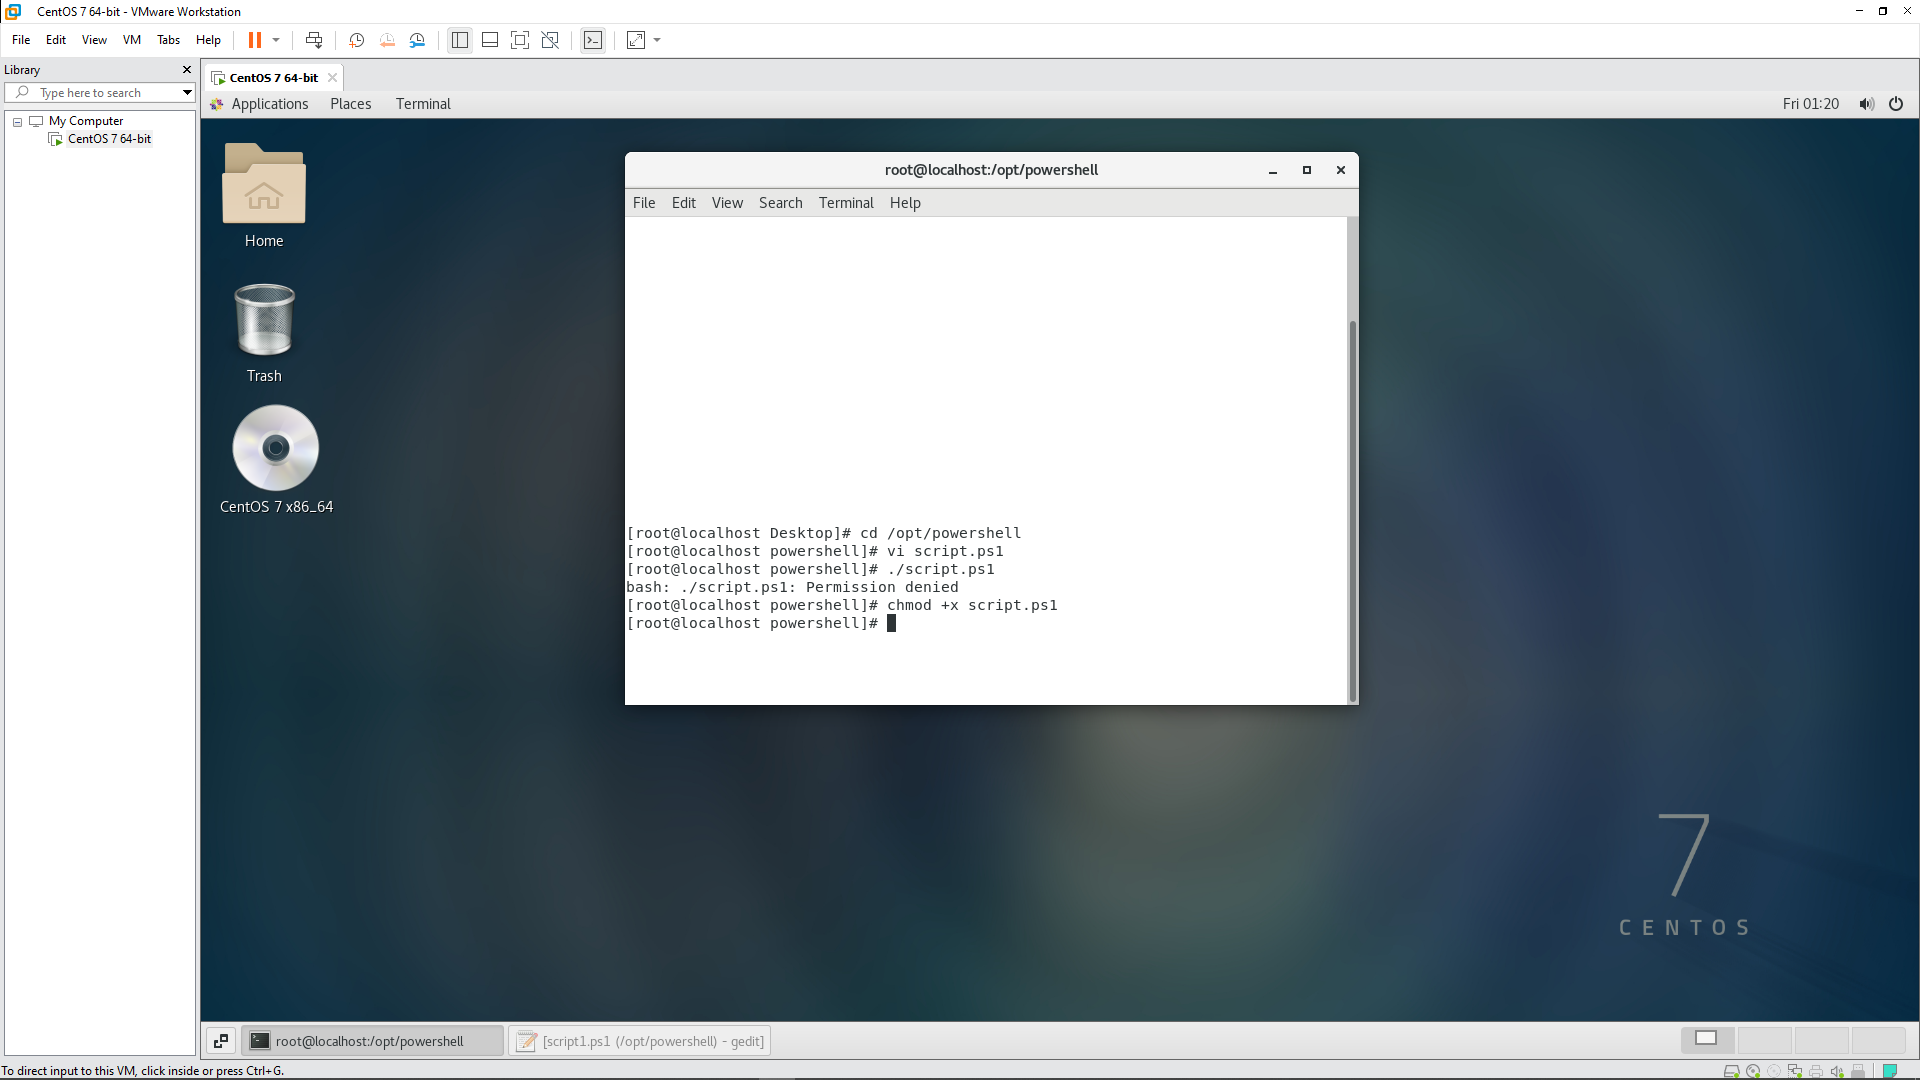 CentOS 7 64-bit - VMware Workstation
File Edit View VM Tabs Help
Library
Type here to search
My Computer
CentOS 7 64-bit
CentOS 7 64-bit
Applications Places Terminal Fri 01:20
Home
Trash
CentOS 7 x86_64
root@localhost:/opt/powershell
File Edit View Search Terminal Help
[root@localhost Desktop]# cd /opt/powershell
[root@localhost powershell]# vi script.ps1
[root@localhost powershell]# ./script.ps1
bash: ./script.ps1: Permission denied
[root@localhost powershell]# chmod +x script.ps1
[root@localhost powershell]#
7
CENTOS
root@localhost:/opt/powershell
[script1.ps1 (/opt/powershell) - gedit]
To direct input to this VM, click inside or press Ctrl+G.